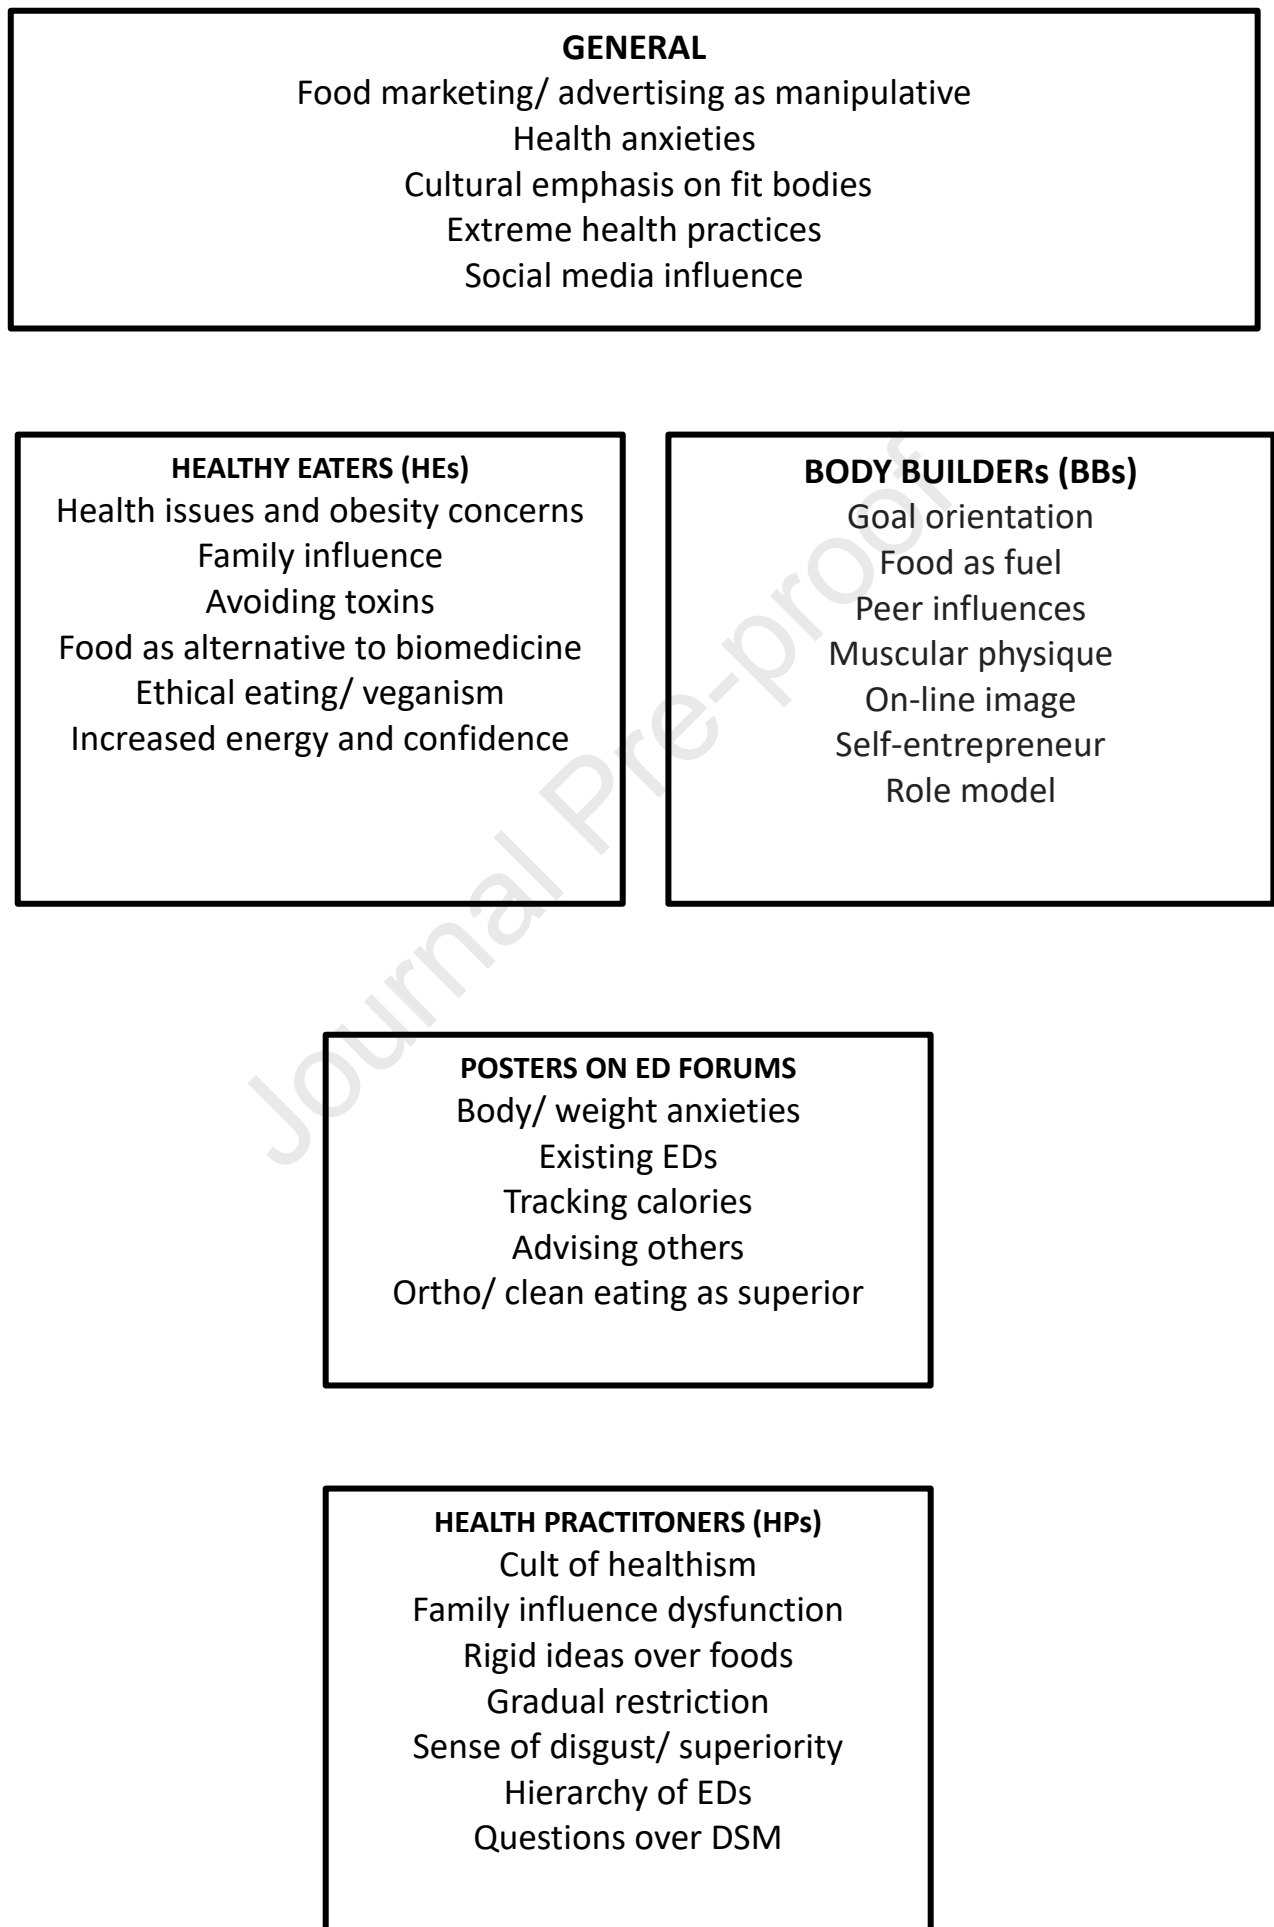 GENERAL
Food marketing/ advertising as manipulative
Health anxieties
Cultural emphasis on fit bodies
Extreme health practices
Social media influence
HEALTHY EATERS (HEs)
Health issues and obesity concerns
Family influence
Avoiding toxins
Food as alternative to biomedicine
Ethical eating/ veganism
Increased energy and confidence
BODY BUILDERs (BBs)
Goal orientation
Food as fuel
Peer influences
Muscular physique
On-line image
Self-entrepreneur
Role model
Journal Pre-proof
POSTERS ON ED FORUMS
Body/ weight anxieties
Existing EDs
Tracking calories
Advising others
Ortho/ clean eating as superior
HEALTH PRACTITONERS (HPs)
Cult of healthism
Family influence dysfunction
Rigid ideas over foods
Gradual restriction
Sense of disgust/ superiority
Hierarchy of EDs
Questions over DSM